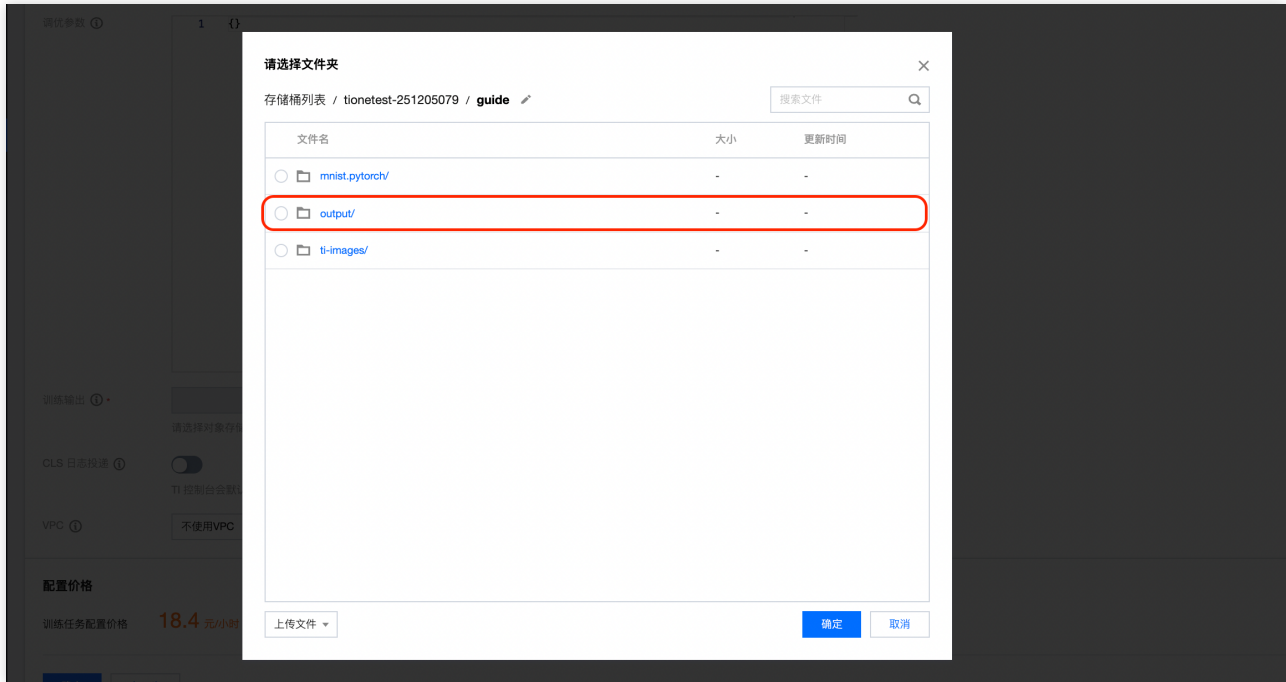 调优参数
1 {}
请选择文件夹
存储桶列表 / tionetest-251205079 / guide
搜索文件
文件名 大小 更新时间
mnist.pytorch/ - -
output/ - -
ti-images/ - -
训练输出
请选择对象存储
CLS 日志投递
TI 控制台会默认
VPC
不使用VPC
配置价格
训练任务配置价格 18.4 元/小时
上传文件
确定
取消